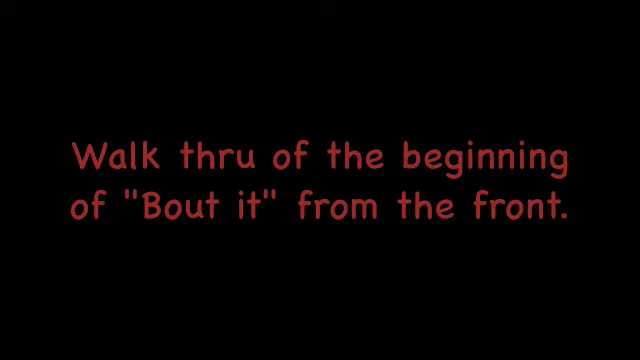 Walk thru of the beginning
of "Bout it" from the front.